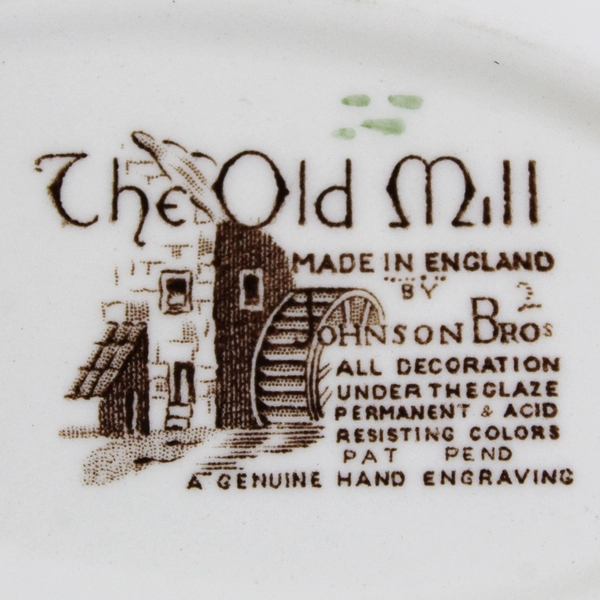 The Old Mill
MADE IN ENGLAND
BY 2
JOHNSON BROS
ALL DECORATION
UNDER THE GLAZE
PERMANENT & ACID
RESISTING COLORS
PAT PEND
A GENUINE HAND ENGRAVING